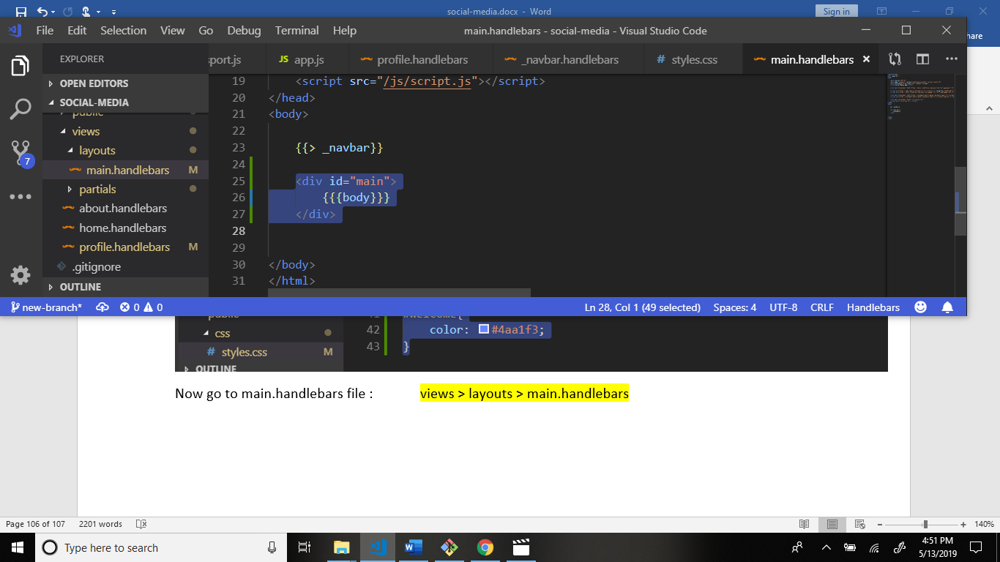 social-media.docx - Word
Sign in
File Edit Selection View Go Debug Terminal Help
main.handlebars - social-media - Visual Studio Code
hare
EXPLORER
OPEN EDITORS
SOCIAL-MEDIA
public
views
layouts
main.handlebars M
partials
about.handlebars
home.handlebars
profile.handlebars M
.gitignore
OUTLINE
sport.js
JS app.js
profile.handlebars
_navbar.handlebars
# styles.css
main.handlebars ×
19 <script src="/js/script.js"></script>
20 </head>
21 <body>
22
23 {{> _navbar}}
24
25 <div id="main">
26 {{{body}}}
27 </div>
28
29
30 </body>
31 </html>
7
new-branch* 0 0
Ln 28, Col 1 (49 selected) Spaces: 4 UTF-8 CRLF Handlebars
public
css
# styles.css M
OUTLINE
41 #welcome{
42 color: #4aa1f3;
43 }
Now go to main.handlebars file : views > layouts > main.handlebars
Page 106 of 107 2201 words
140%
Type here to search
4:51 PM
5/13/2019